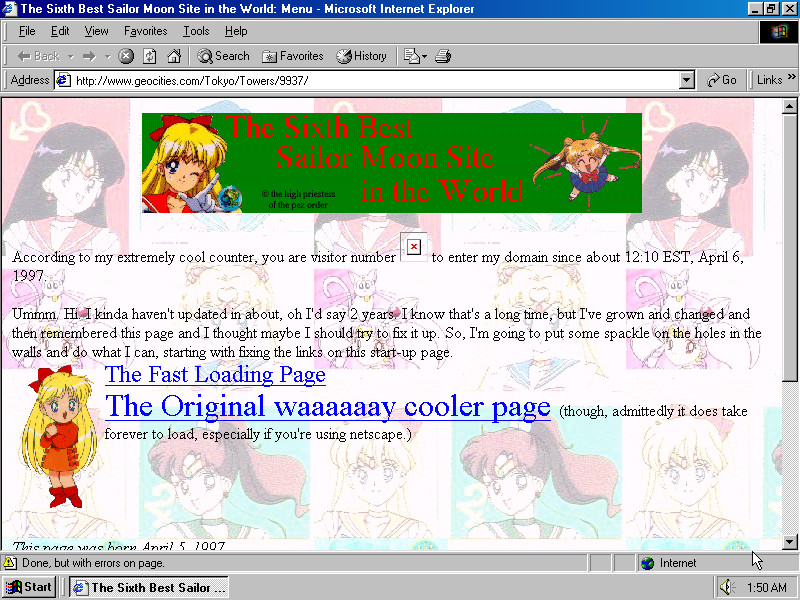 The Sixth Best Sailor Moon Site in the World: Menu - Microsoft Internet Explorer
File Edit View Favorites Tools Help
Back Search Favorites History
Address http://www.geocities.com/Tokyo/Towers/9937/ Go Links »
The Sixth Best
Sailor Moon Site
in the World
© the high priestess
of the pez order
According to my extremely cool counter, you are visitor number to enter my domain since about 12:10 EST, April 6,
1997.
Ummm. Hi. I kinda haven't updated in about, oh I'd say 2 years. I know that's a long time, but I've grown and changed and
then remembered this page and I thought maybe I should try to fix it up. So, I'm going to put some spackle on the holes in the
walls and do what I can, starting with fixing the links on this start-up page.
The Fast Loading Page
The Original waaaaaay cooler page (though, admittedly it does take
forever to load, especially if you're using netscape.)
This page was born April 5, 1997
Done, but with errors on page. Internet
Start The Sixth Best Sailor ... 1:50 AM